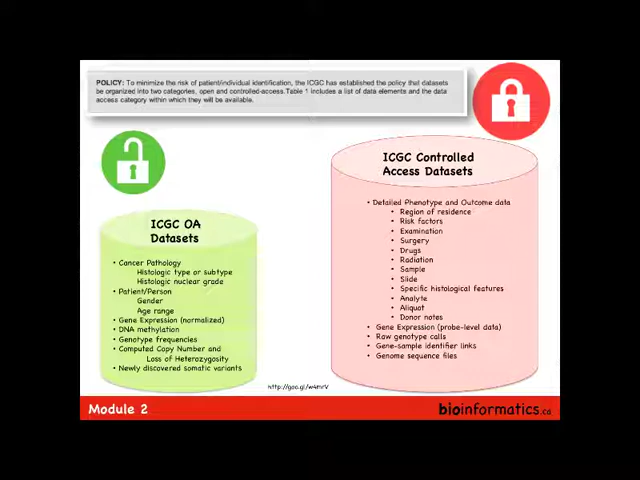 POLICY: To minimize the risk of patient/individual identification, the ICGC has established the policy that datasets
be organized into two categories, open and controlled-access.Table 1 includes a list of data elements and the data
access category within which they will be available.
ICGC OA
Datasets
• Cancer Pathology
Histologic type or subtype
Histologic nuclear grade
• Patient/Person
Gender
Age range
• Gene Expression (normalized)
• DNA methylation
• Genotype frequencies
• Computed Copy Number and
Loss of Heterozygosity
• Newly discovered somatic variants
ICGC Controlled
Access Datasets
• Detailed Phenotype and Outcome data
• Region of residence
• Risk factors
• Examination
• Surgery
• Drugs
• Radiation
• Sample
• Slide
• Specific histological features
• Analyte
• Aliquot
• Donor notes
• Gene Expression (probe-level data)
• Raw genotype calls
• Gene-sample identifier links
• Genome sequence files
http://goo.gl/w4mrV
Module 2
bioinformatics.ca